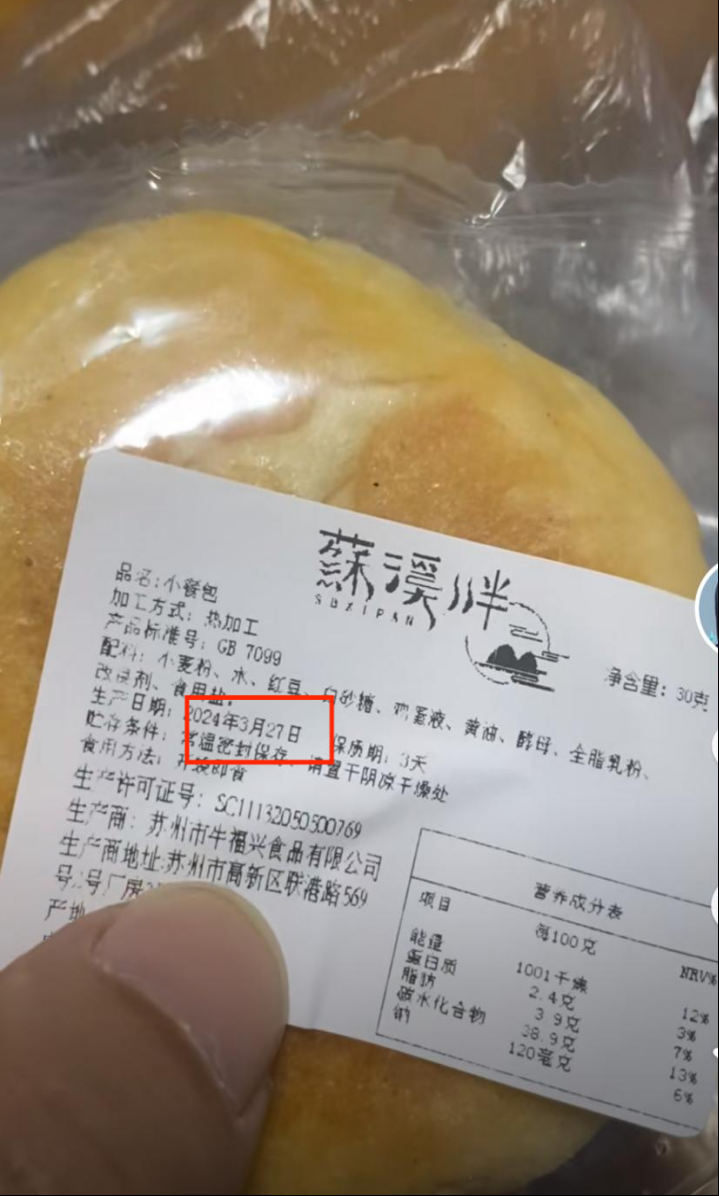 蘇溪畔
SUXIPAN
品名:小餐包
加工方式: 热加工
净含量: 30克
产品标准号: GB 7099
配料: 小麦粉、水、红豆、白砂糖、鸡蛋液、黄油、酵母、全脂乳粉、
改良剂、食用盐。
生产日期: 2024年3月27日 保质期: 3天
贮存条件: 常温密封保存, 请置于阴凉干燥处
食用方法: 开袋即食
生产许可证号: SC11132050500769
生产商: 苏州市牛福兴食品有限公司
生产商地址:苏州市高新区联港路569
号 号厂房
产地
营养成分表
项目 每100克 NRV%
能量 1001千焦 12%
蛋白质 2.4克 3%
脂肪 3.9克 7%
碳水化合物 38.9克 13%
钠 120毫克 6%